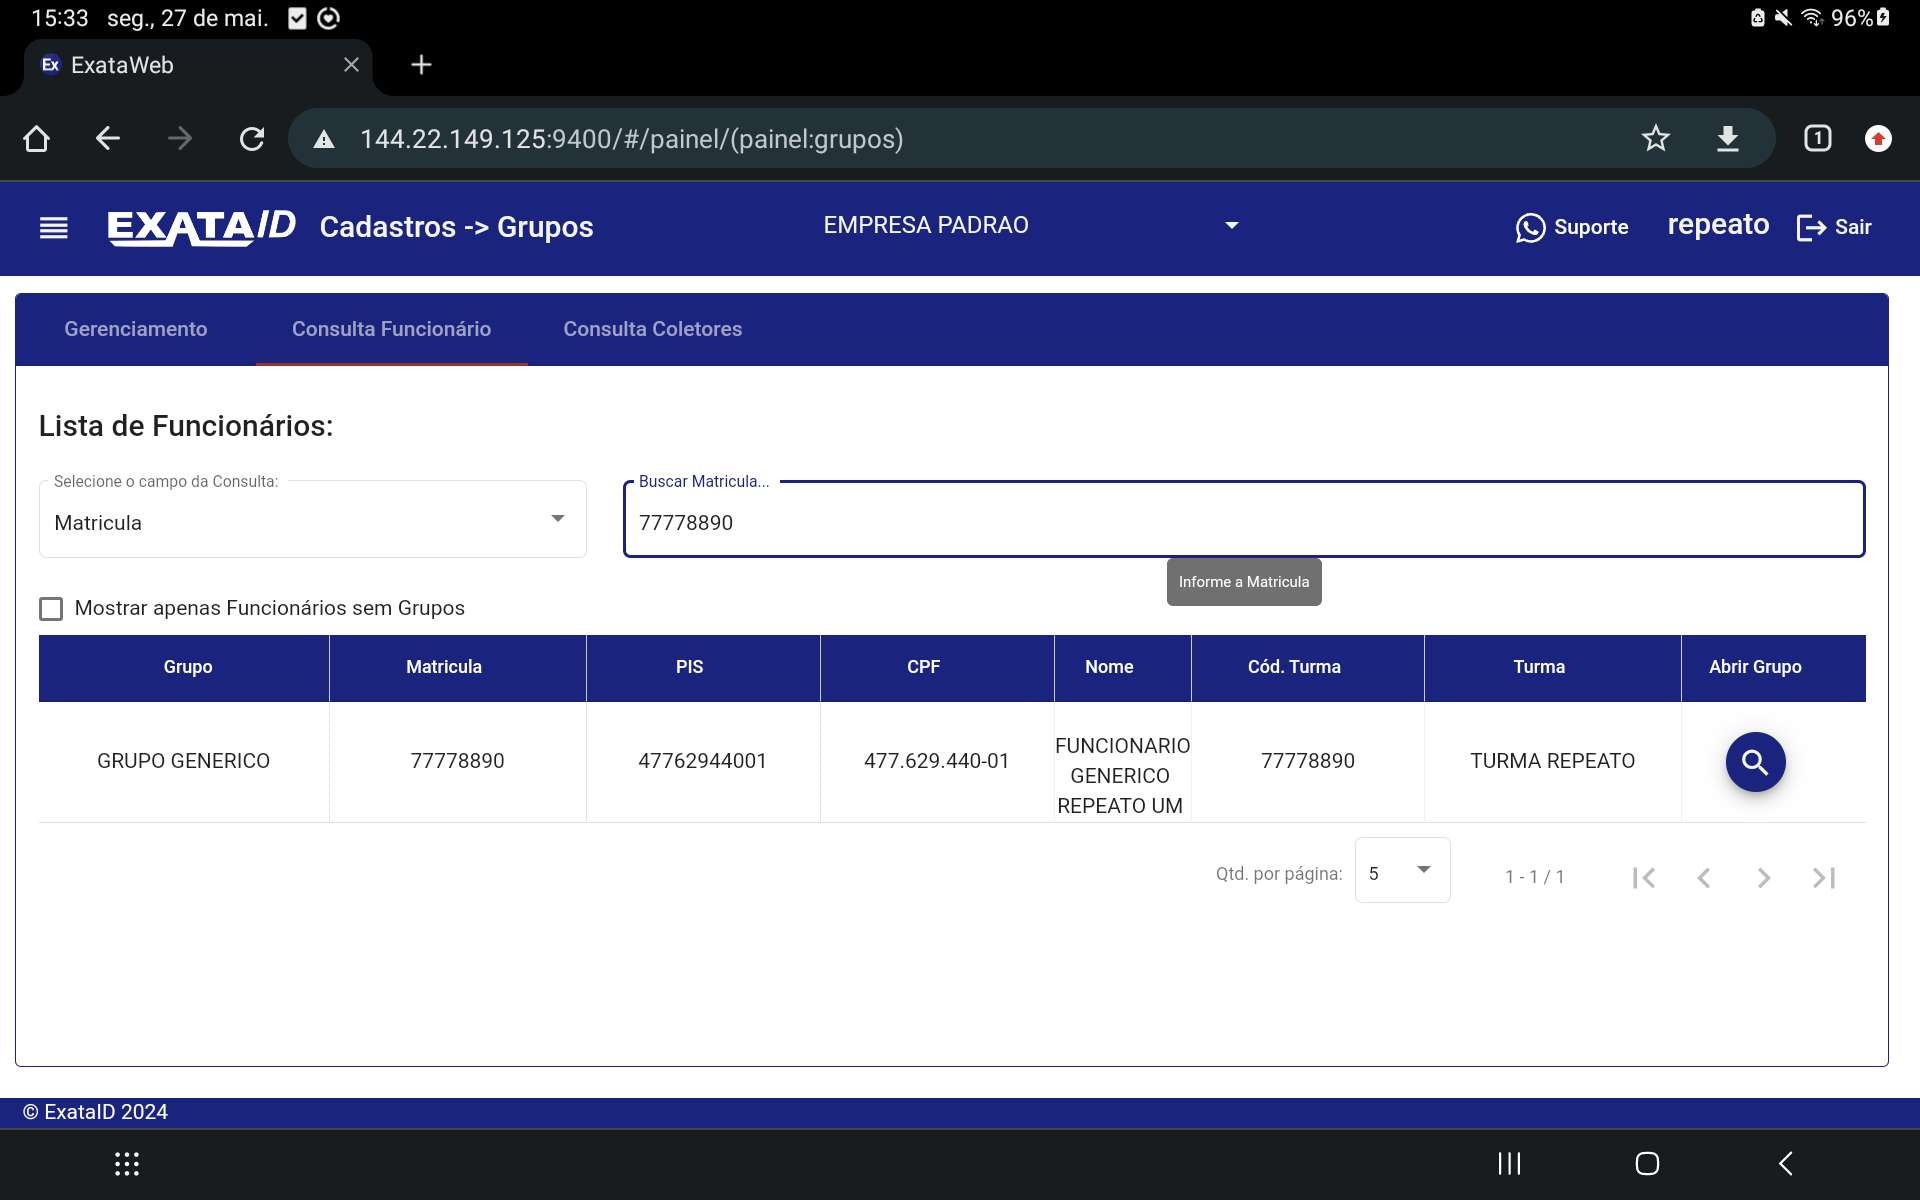 15:33 seg., 27 de mai. 96%
Ex ExataWeb
144.22.149.125:9400/#/painel/(painel:grupos) 1
EXATAID Cadastros -> Grupos EMPRESA PADRAO Suporte repeato Sair
Gerenciamento Consulta Funcionário Consulta Coletores
Lista de Funcionários:
Selecione o campo da Consulta: Buscar Matricula...
Matricula 77778890
Informe a Matricula
Mostrar apenas Funcionários sem Grupos
Grupo Matricula PIS CPF Nome Cód. Turma Turma Abrir Grupo
GRUPO GENERICO 77778890 47762944001 477.629.440-01 FUNCIONARIO GENERICO REPEATO UM 77778890 TURMA REPEATO
Qtd. por página: 5 1 - 1 / 1
© ExataID 2024